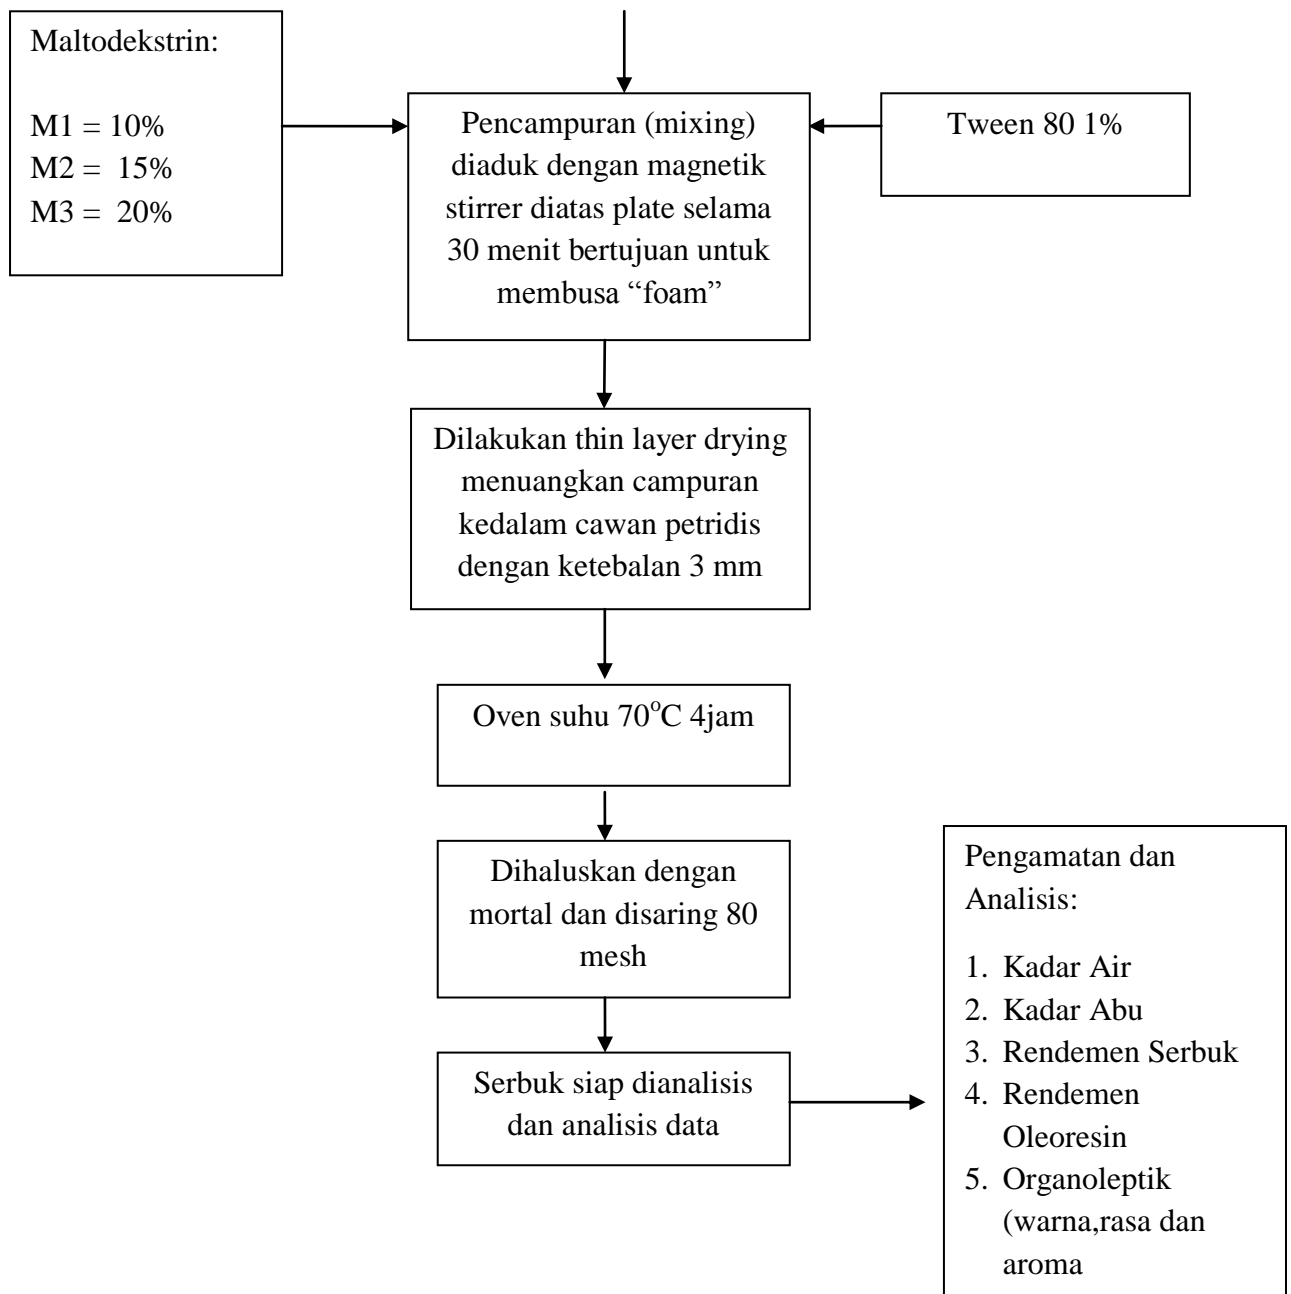 Maltodekstrin:
M1 = 10%
M2 = 15%
M3 = 20%
Pencampuran (mixing)
diaduk dengan magnetik
stirrer diatas plate selama
30 menit bertujuan untuk
membusa “foam”
Tween 80 1%
Dilakukan thin layer drying
menuangkan campuran
kedalam cawan petridis
dengan ketebalan 3 mm
Oven suhu 70°C 4jam
Dihaluskan dengan
mortal dan disaring 80
mesh
Serbuk siap dianalisis
dan analisis data
Pengamatan dan
Analisis:
1. Kadar Air
2. Kadar Abu
3. Rendemen Serbuk
4. Rendemen
Oleoresin
5. Organoleptik
(warna,rasa dan
aroma